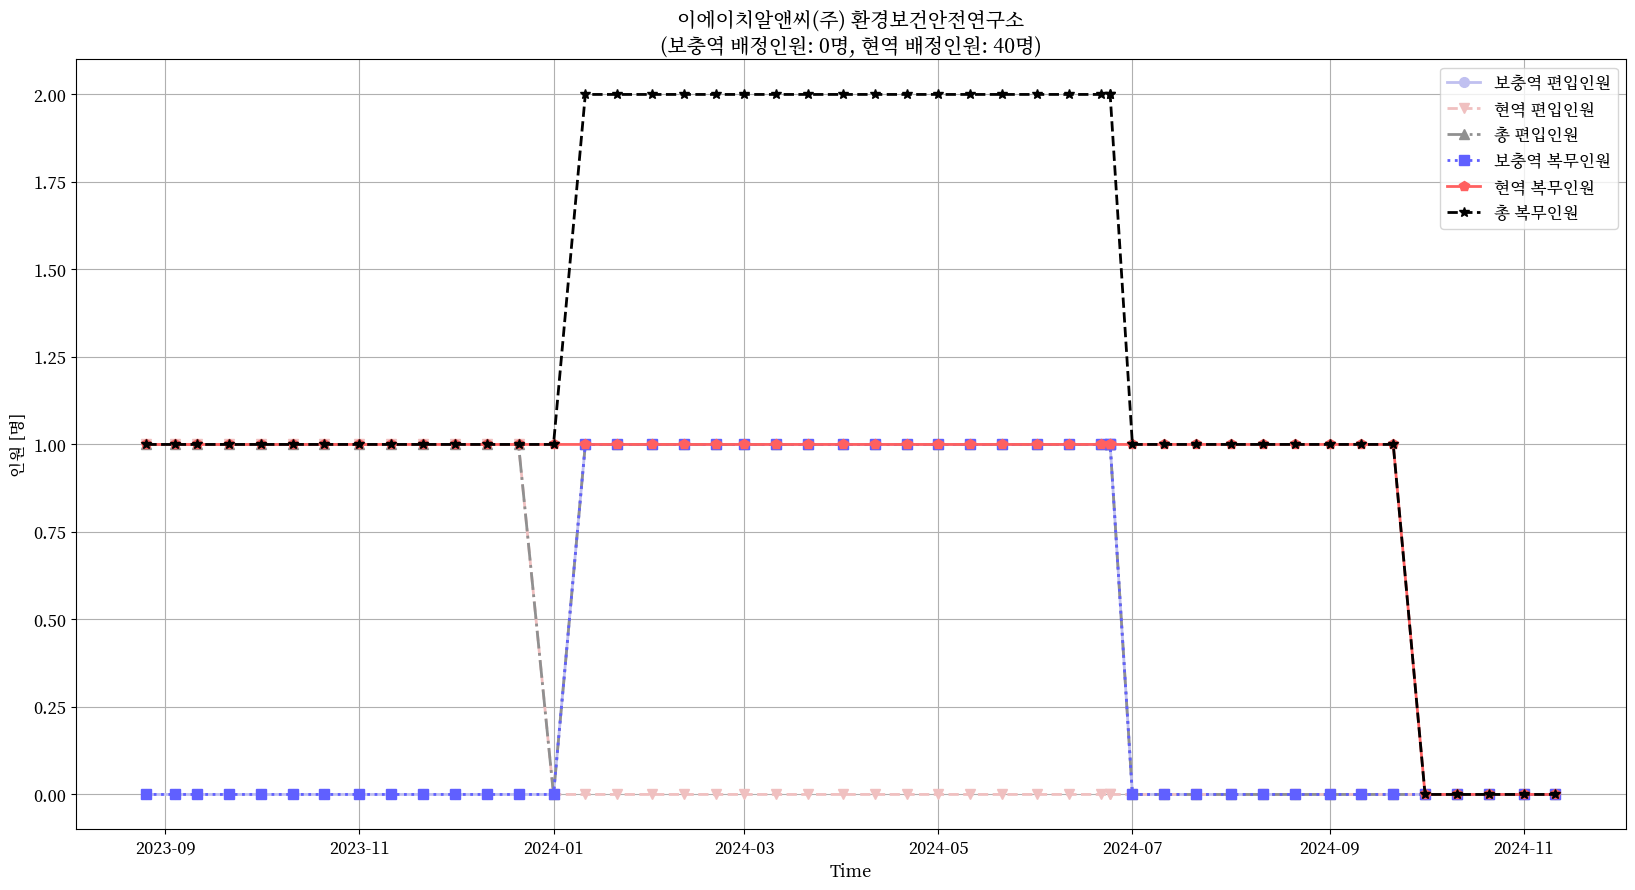 이에이치알앤씨(주) 환경보건안전연구소
(보충역 배정인원: 0명, 현역 배정인원: 40명)
보충역 편입인원
현역 편입인원
총 편입인원
보충역 복무인원
현역 복무인원
총 복무인원
인원 [명]
2.00
1.75
1.50
1.25
1.00
0.75
0.50
0.25
0.00
2023-09
2023-11
2024-01
2024-03
2024-05
2024-07
2024-09
2024-11
Time